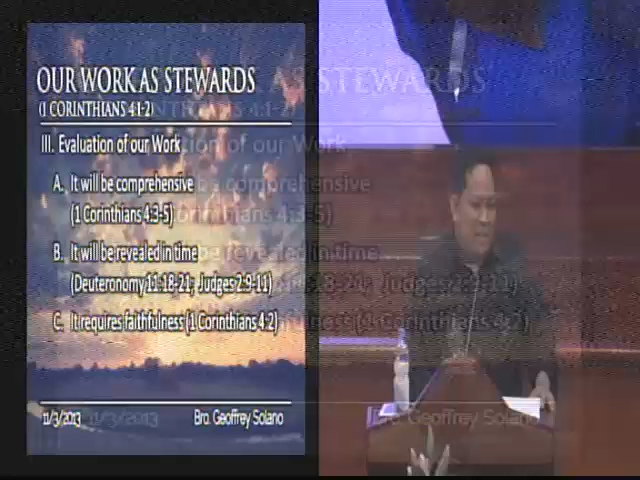 OUR WORK AS STEWARDS
(1 CORINTHIANS 4:1-2)
III. Evaluation of our Work
A. It will be comprehensive
(1 Corinthians 4:3-5)
B. It will be revealed in time
(Deuteronomy 11:18-21; Judges 2:9-11)
C. It requires faithfulness (1 Corinthians 4:2)
11/3/2013 Bro. Geoffrey Solano